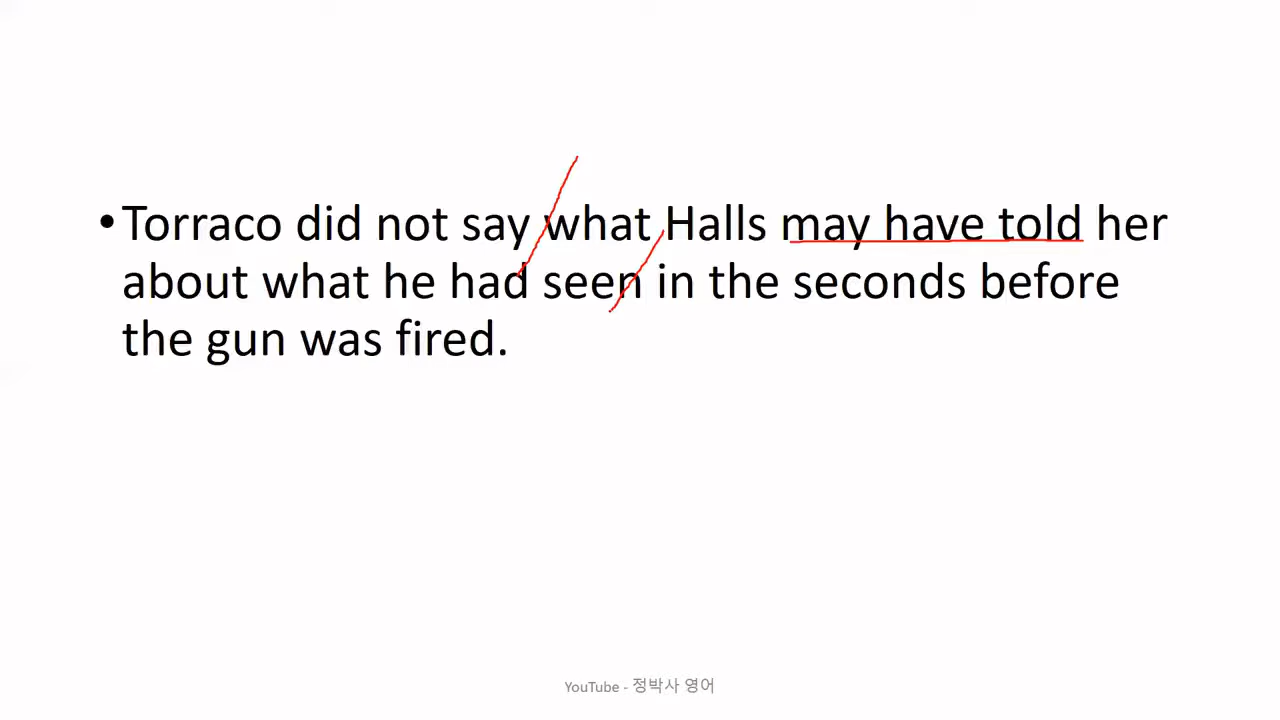 •Torraco did not say what Halls may have told her
about what he had seen in the seconds before
the gun was fired.
YouTube - 정박사 영어